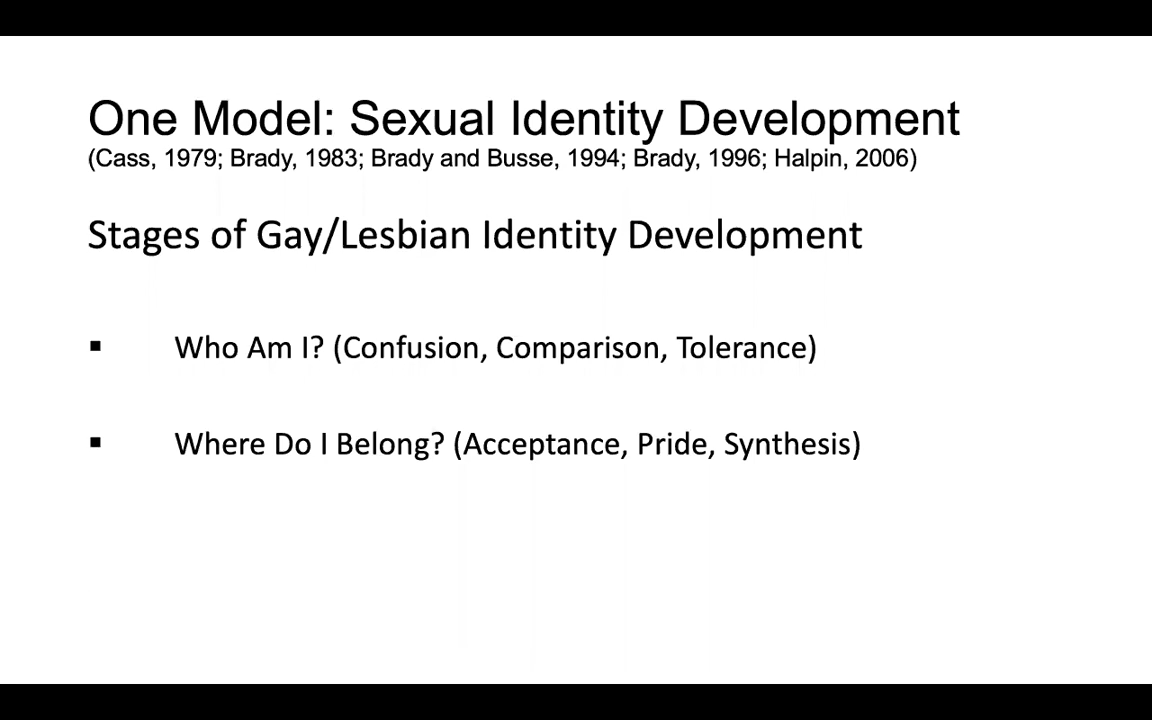 One Model: Sexual Identity Development
(Cass, 1979; Brady, 1983; Brady and Busse, 1994; Brady, 1996; Halpin, 2006)
Stages of Gay/Lesbian Identity Development
▪ Who Am I? (Confusion, Comparison, Tolerance)
▪ Where Do I Belong? (Acceptance, Pride, Synthesis)